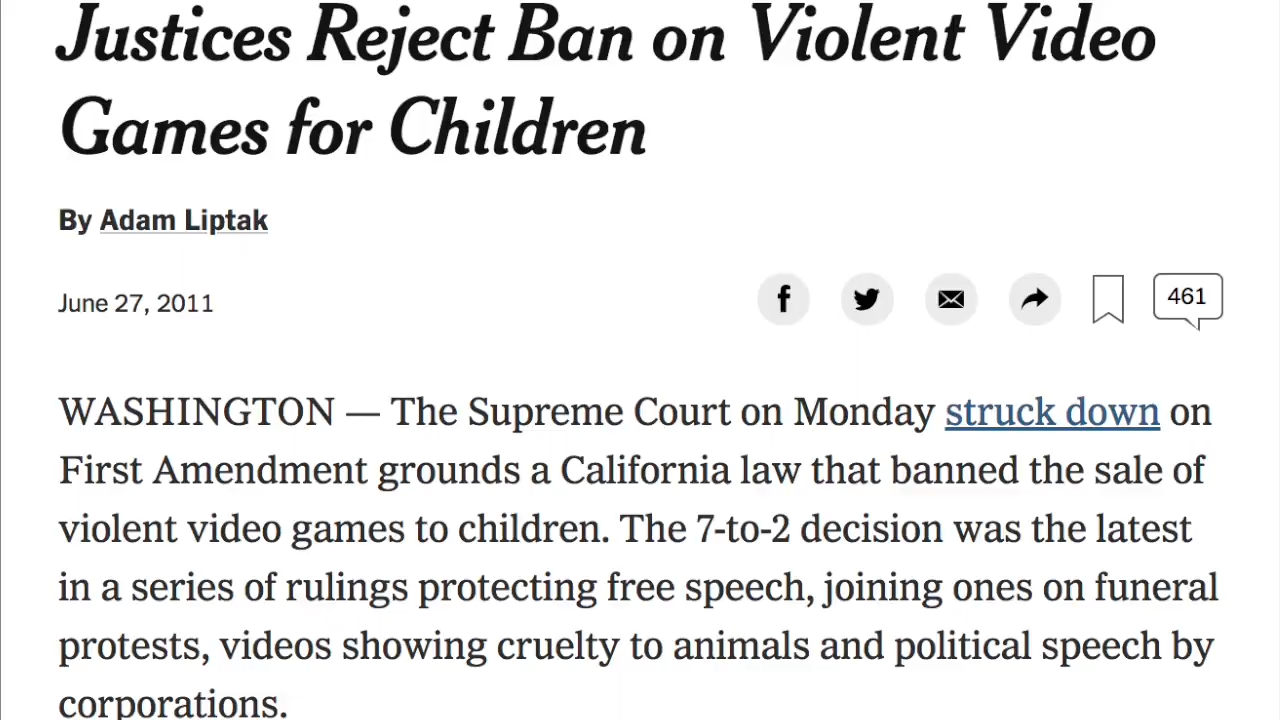 Justices Reject Ban on Violent Video
Games for Children
By Adam Liptak
June 27, 2011
461
WASHINGTON — The Supreme Court on Monday struck down on
First Amendment grounds a California law that banned the sale of
violent video games to children. The 7-to-2 decision was the latest
in a series of rulings protecting free speech, joining ones on funeral
protests, videos showing cruelty to animals and political speech by
corporations.